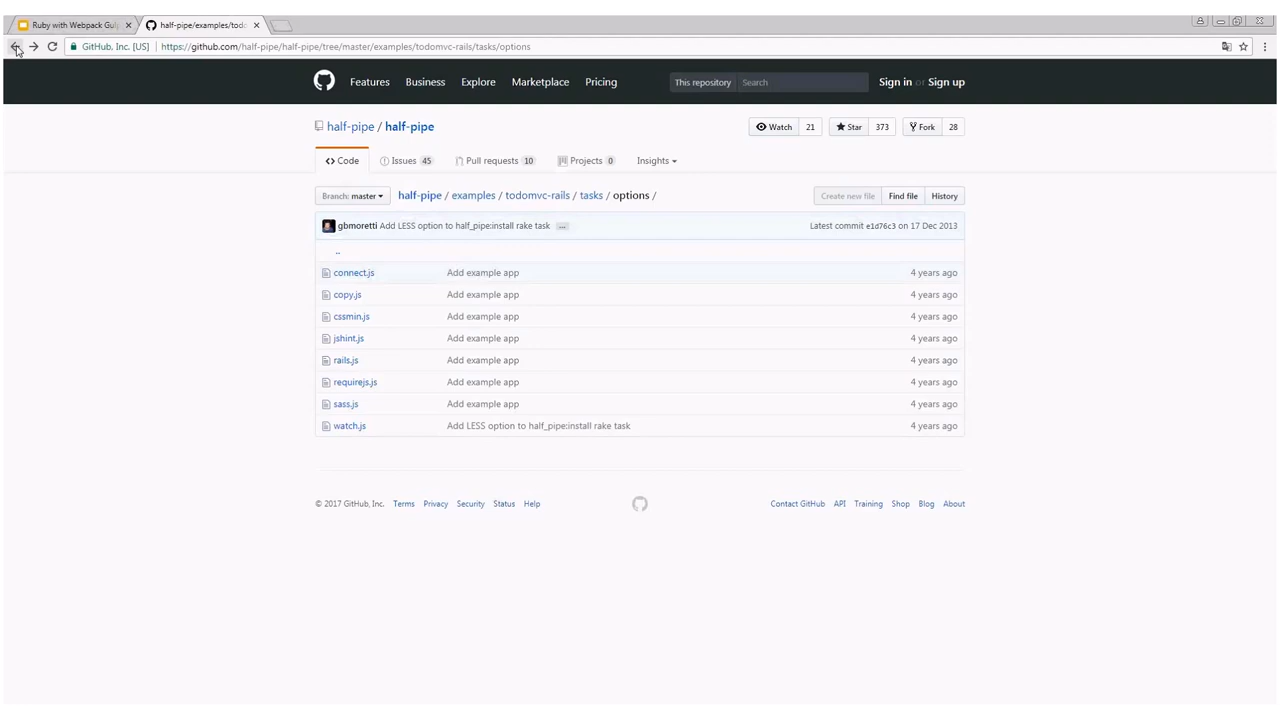 Ruby with Webpack Gulp
half-pipe/examples/todo
GitHub, Inc. [US] https://github.com/half-pipe/half-pipe/tree/master/examples/todomvc-rails/tasks/options
Features Business Explore Marketplace Pricing This repository Search Sign in or Sign up
half-pipe / half-pipe Watch 21 Star 373 Fork 28
<> Code Issues 45 Pull requests 10 Projects 0 Insights
Branch: master half-pipe / examples / todomvc-rails / tasks / options / Create new file Find file History
gbmoretti Add LESS option to half_pipe:install rake task ... Latest commit e1d76c3 on 17 Dec 2013
..
connect.js Add example app 4 years ago
copy.js Add example app 4 years ago
cssmin.js Add example app 4 years ago
jshint.js Add example app 4 years ago
rails.js Add example app 4 years ago
requirejs.js Add example app 4 years ago
sass.js Add example app 4 years ago
watch.js Add LESS option to half_pipe:install rake task 4 years ago
© 2017 GitHub, Inc. Terms Privacy Security Status Help Contact GitHub API Training Shop Blog About